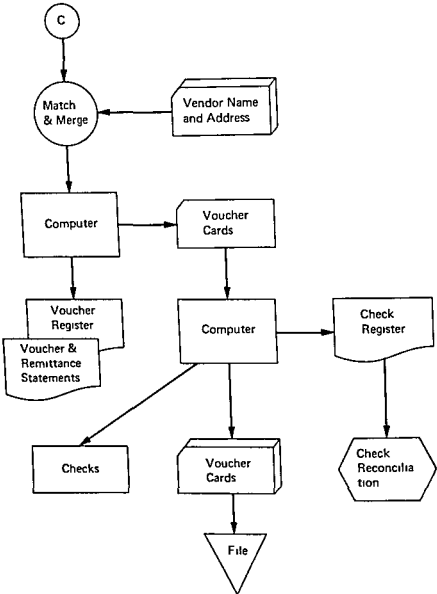 C
Match
& Merge
Vendor Name
and Address
Computer
Voucher
Cards
Voucher
Register
Voucher &
Remittance
Statements
Computer
Check
Register
Checks
Voucher
Cards
Check
Reconcilia
tion
File